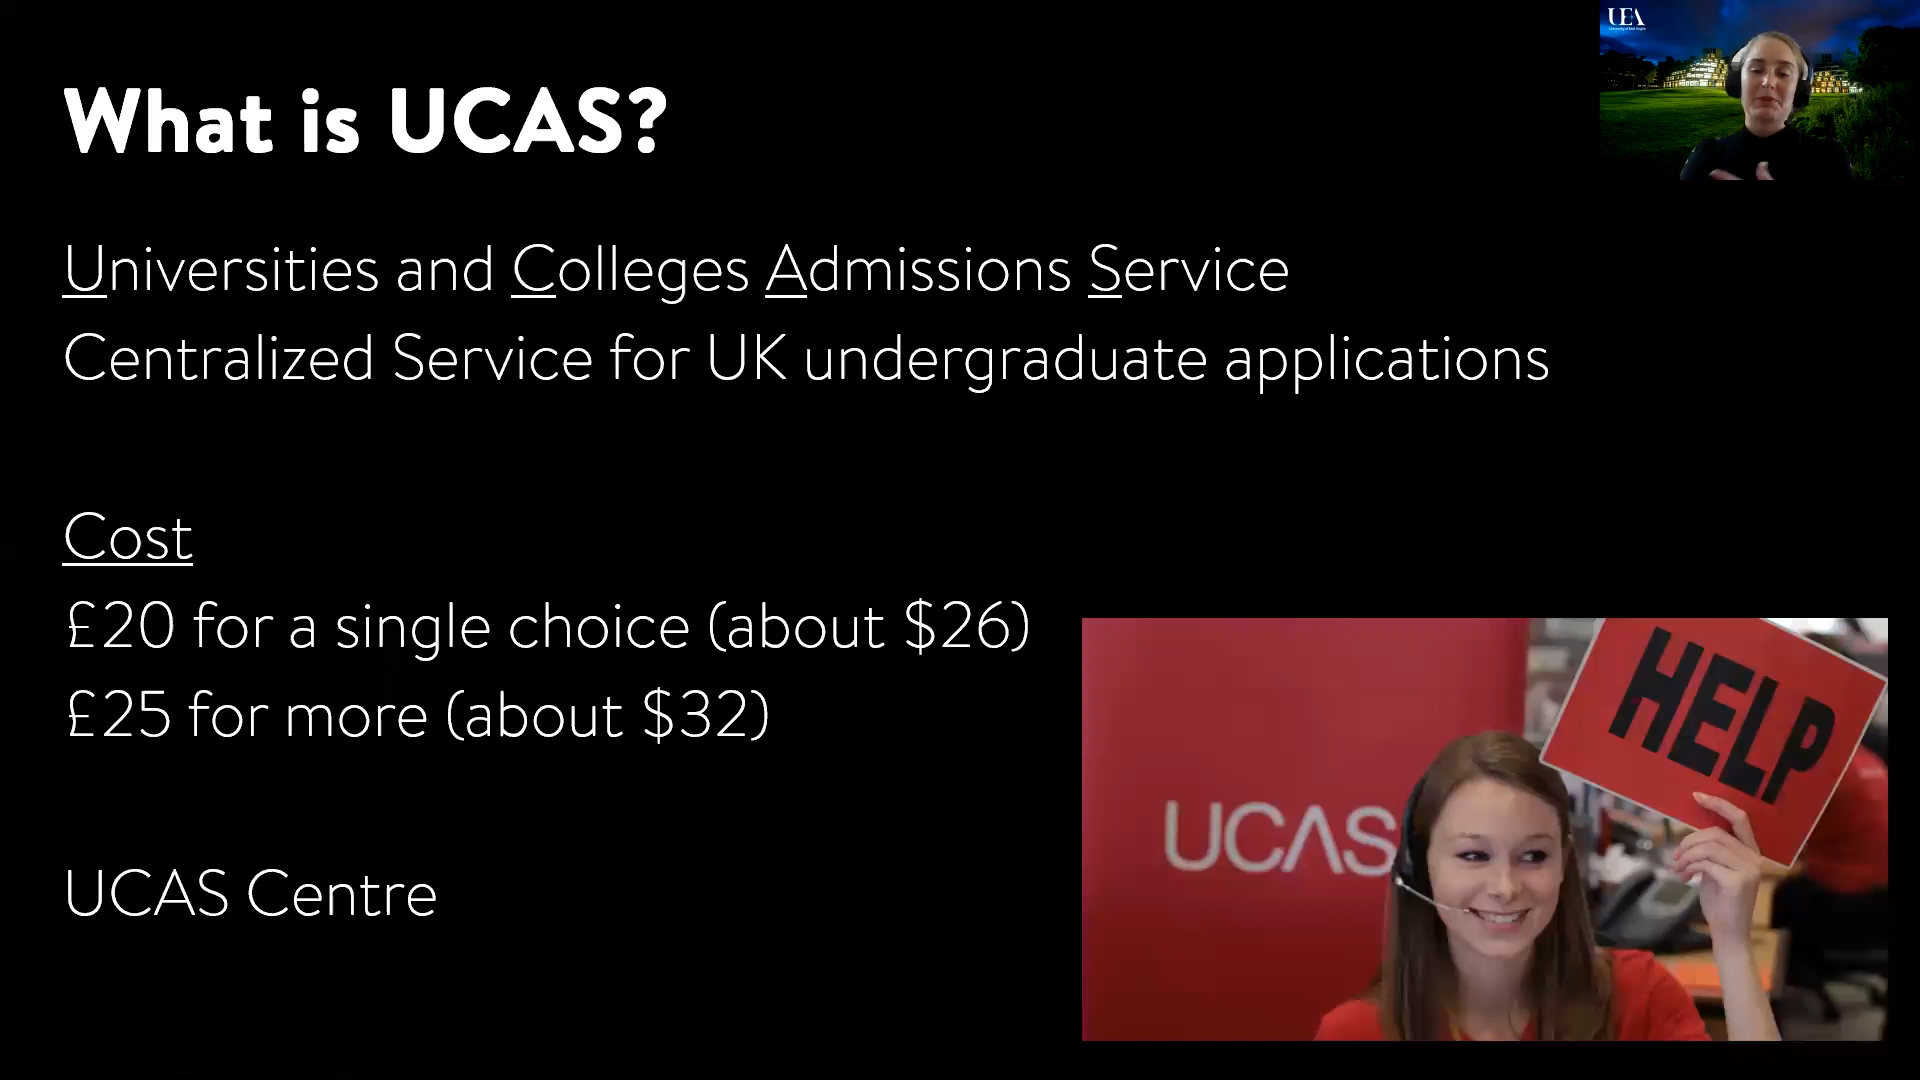 UEA
What is UCAS?
Universities and Colleges Admissions Service
Centralized Service for UK undergraduate applications
Cost
£20 for a single choice (about $26)
£25 for more (about $32)
HELP
UCAS
UCAS Centre